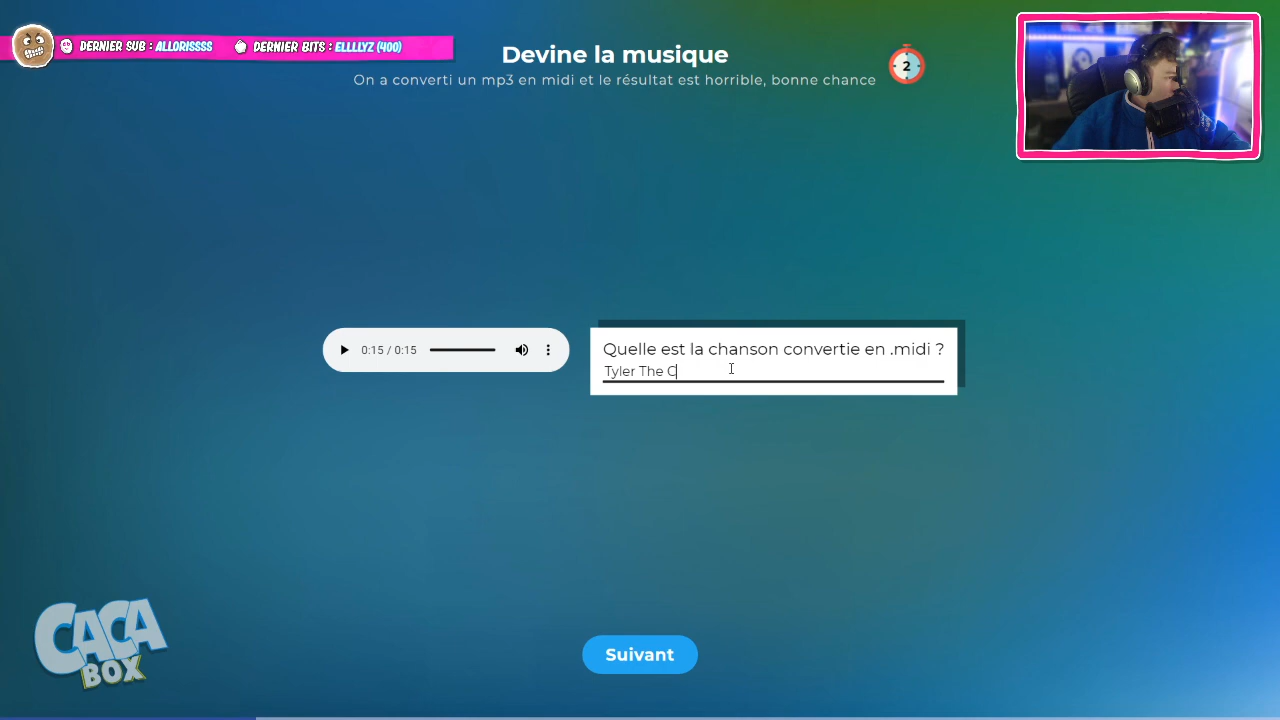 DERNIER SUB : ALLORISSSS DERNIER BITS : ELLLLYZ (400)
Devine la musique
2
On a converti un mp3 en midi et le résultat est horrible, bonne chance
0:15 / 0:15
Quelle est la chanson convertie en .midi ?
Tyler The C
CACA
BOX
Suivant